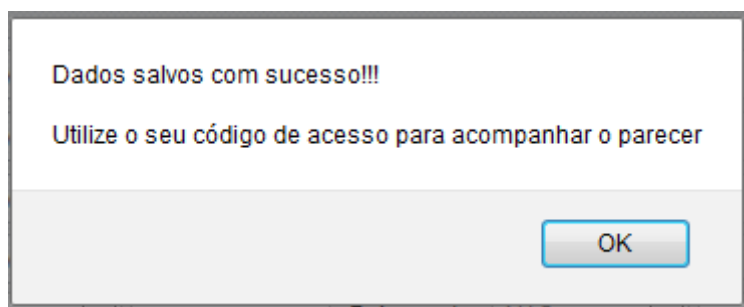 Dados salvos com sucesso!!!
Utilize o seu código de acesso para acompanhar o parecer
OK